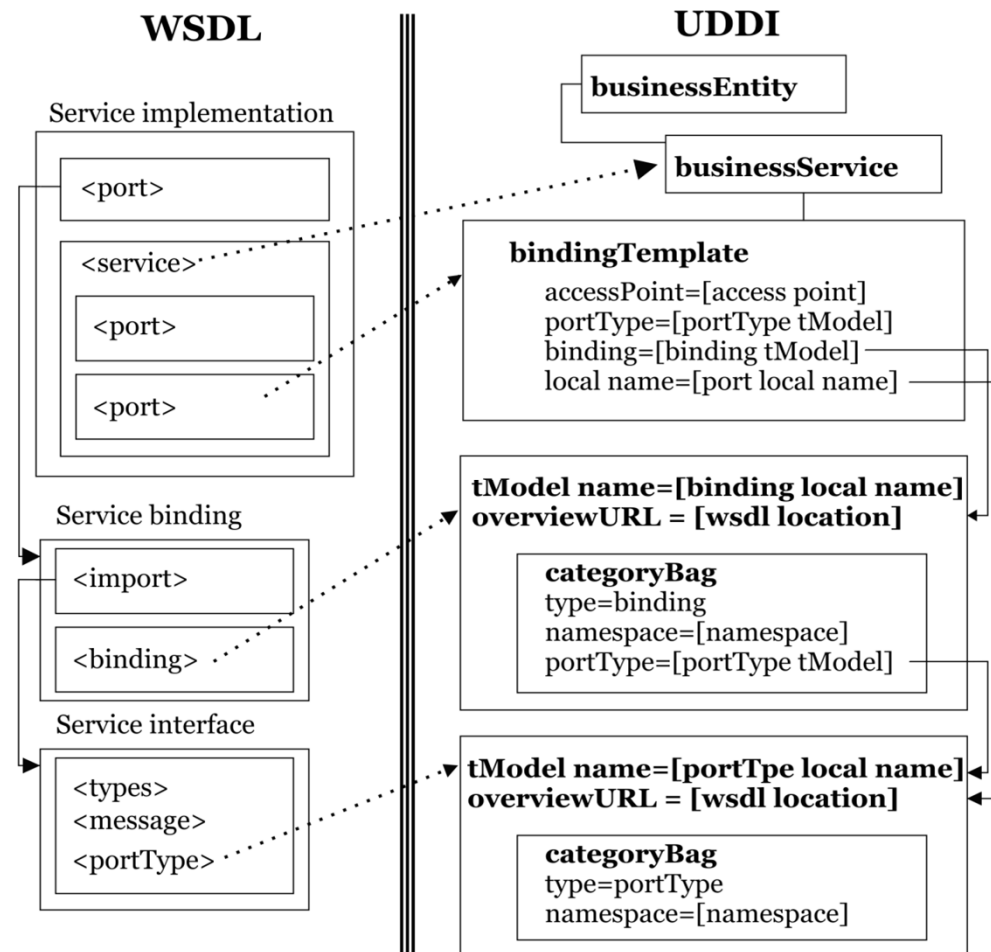 WSDL
Service implementation
<port>
<service>
<port>
<port>
Service binding
<import>
<binding>
Service interface
<types>
<message>
<portType>
UDDI
businessEntity
businessService
bindingTemplate
accessPoint=[access point]
portType=[portType tModel]
binding=[binding tModel]
local name=[port local name]
tModel name=[binding local name]
overviewURL = [wsdl location]
categoryBag
type=binding
namespace=[namespace]
portType=[portType tModel]
tModel name=[portTpe local name]
overviewURL = [wsdl location]
categoryBag
type=portType
namespace=[namespace]